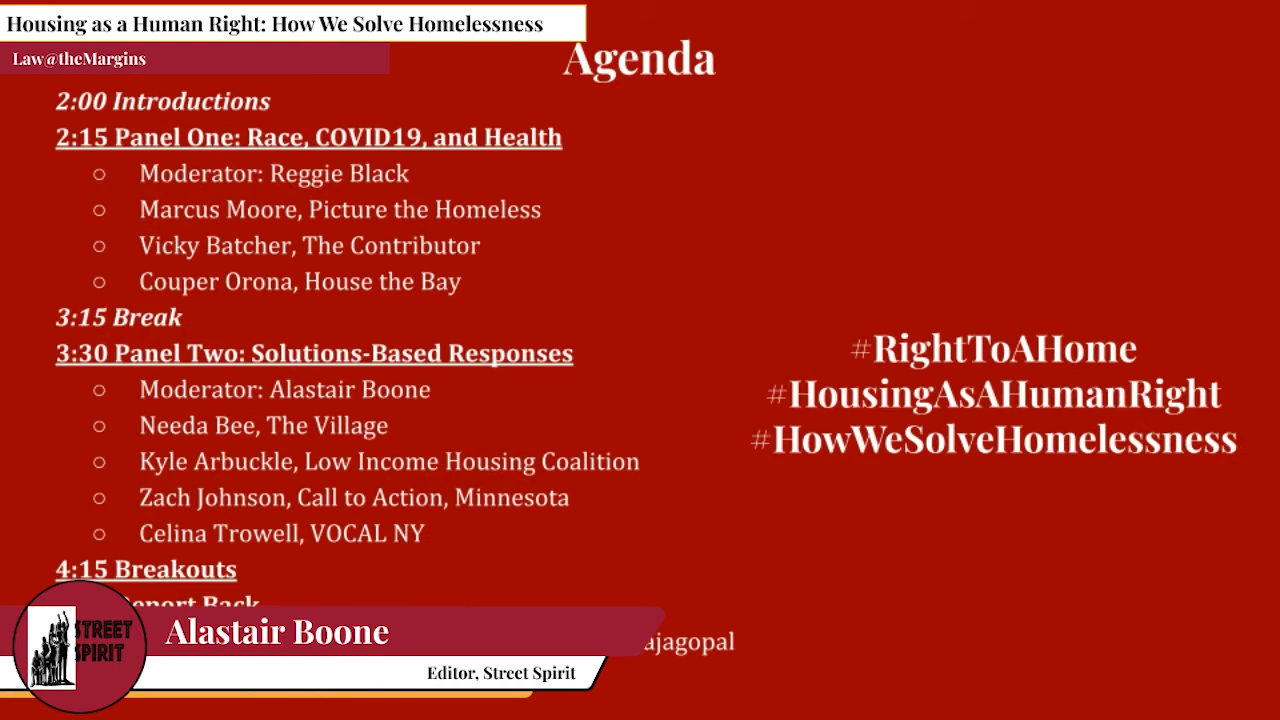 Housing as a Human Right: How We Solve Homelessness
Law@theMargins
Agenda
2:00 Introductions
2:15 Panel One: Race, COVID19, and Health
○ Moderator: Reggie Black
○ Marcus Moore, Picture the Homeless
○ Vicky Batcher, The Contributor
○ Couper Orona, House the Bay
3:15 Break
3:30 Panel Two: Solutions-Based Responses
○ Moderator: Alastair Boone
○ Needa Bee, The Village
○ Kyle Arbuckle, Low Income Housing Coalition
○ Zach Johnson, Call to Action, Minnesota
○ Celina Trowell, VOCAL NY
4:15 Breakouts
Report Back
ajagopal
#RightToAHome
#HousingAsAHumanRight
#HowWeSolveHomelessness
STREET
SPIRIT
Alastair Boone
Editor, Street Spirit